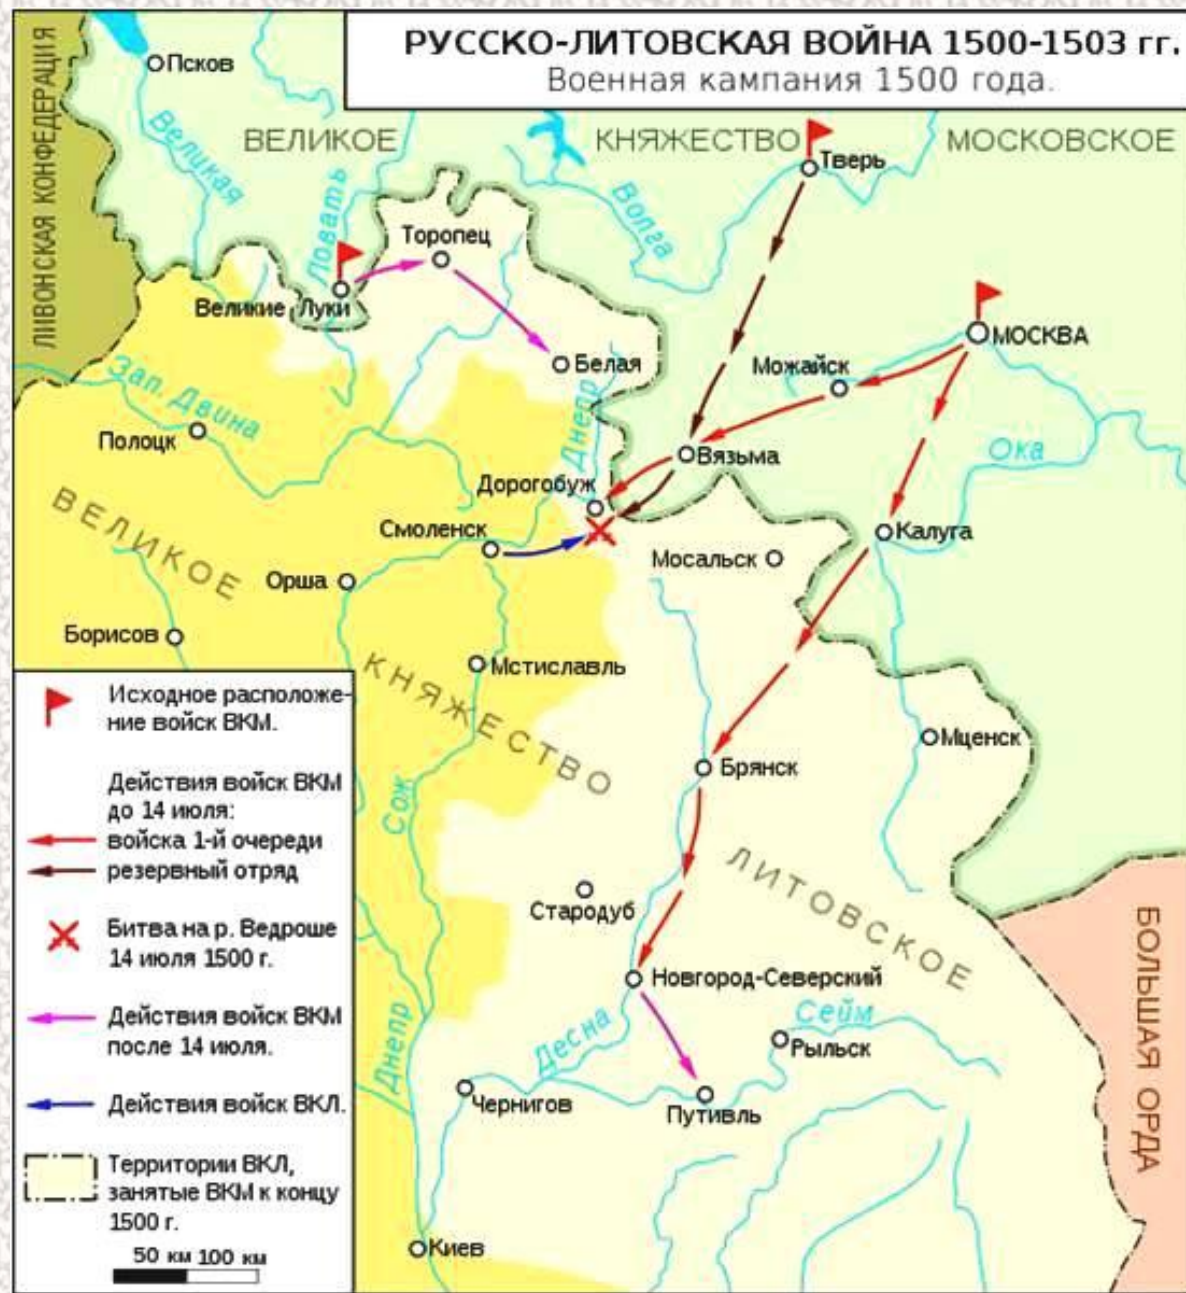 РУССКО-ЛИТОВСКАЯ ВОЙНА 1500-1503 гг.
Военная кампания 1500 года.
ЛИВОНСКАЯ КОНФЕДЕРАЦИЯ
Псков
Великая
ВЕЛИКОЕ КНЯЖЕСТВО МОСКОВСКОЕ
Тверь
Ловать
Волга
Торопец
Великие Луки
МОСКВА
Белая
Можайск
Зап. Двина
Днепр
Полоцк
Вязьма
Ока
Дорогобуж
ВЕЛИКОЕ
Смоленск
Калуга
Мосальск
Орша
Борисов
Мстиславль
КНЯЖЕСТВО
Мценск
Брянск
Сож
ЛИТОВСКОЕ
Стародуб
БОЛЬШАЯ ОРДА
Новгород-Северский
Десна
Сейм
Рыльск
Днепр
Чернигов
Путивль
Киев
Исходное расположе-
ние войск ВКМ.
Действия войск ВКМ
до 14 июля:
войска 1-й очереди
резервный отряд
Битва на р. Ведроше
14 июля 1500 г.
Действия войск ВКМ
после 14 июля.
Действия войск ВКЛ.
Территории ВКЛ,
занятые ВКМ к концу
1500 г.
50 км 100 км